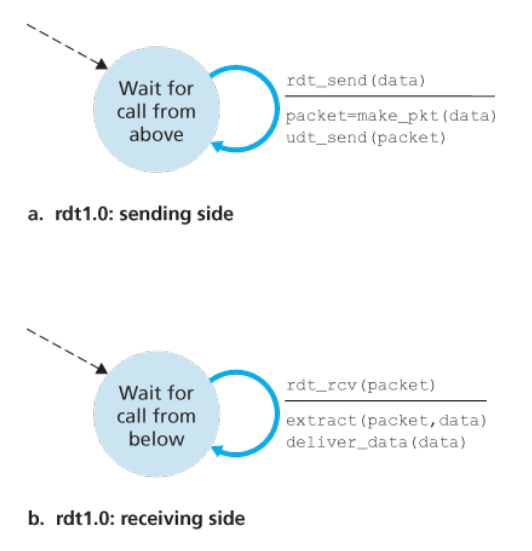 Wait for
call from
above
rdt_send(data)
packet=make_pkt(data)
udt_send(packet)
a. rdt1.0: sending side
Wait for
call from
below
rdt_rcv(packet)
extract(packet,data)
deliver_data(data)
b. rdt1.0: receiving side